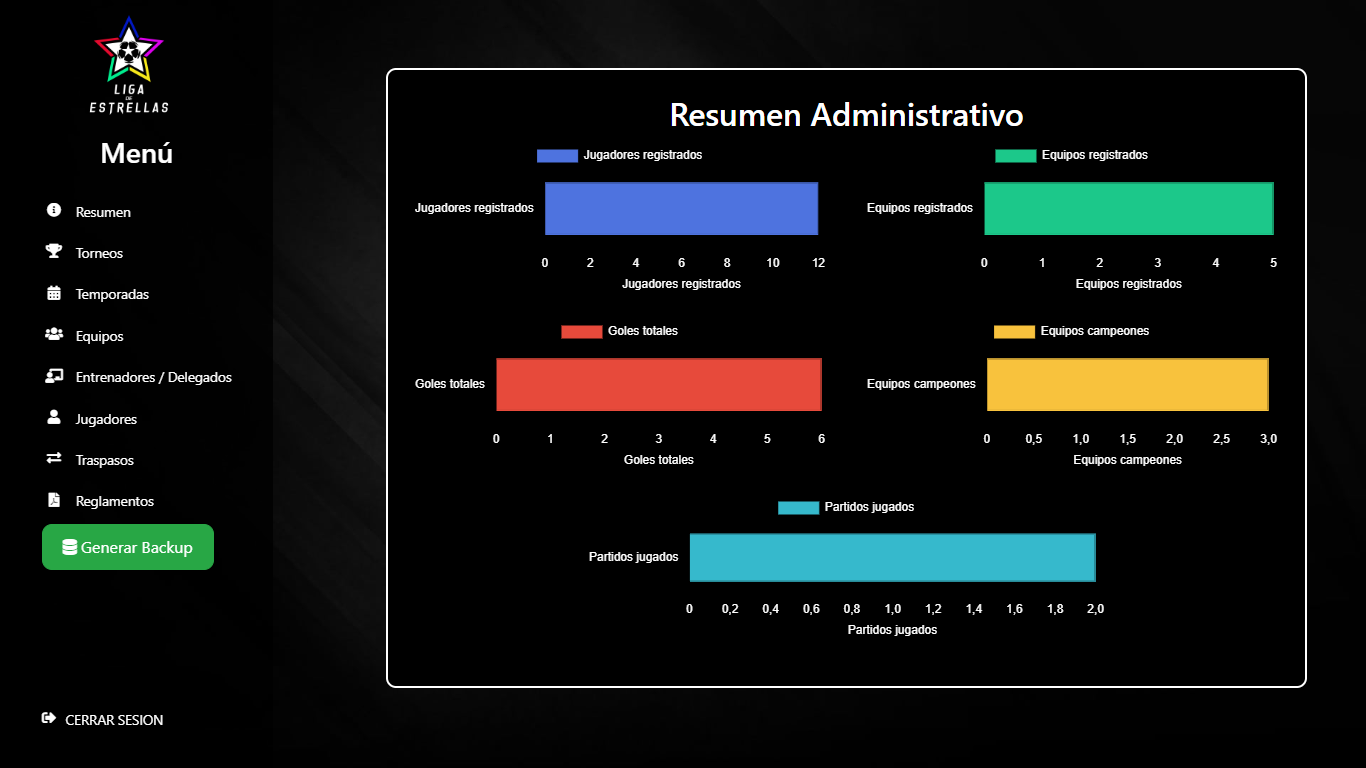 LIGA
DE
ESTRELLAS
Menú
Resumen
Torneos
Temporadas
Equipos
Entrenadores / Delegados
Jugadores
Traspasos
Reglamentos
Generar Backup
CERRAR SESION
Resumen Administrativo
Jugadores registrados
Jugadores registrados
0 2 4 6 8 10 12
Jugadores registrados
Equipos registrados
Equipos registrados
0 1 2 3 4 5
Equipos registrados
Goles totales
Goles totales
0 1 2 3 4 5 6
Goles totales
Equipos campeones
Equipos campeones
0 0,5 1,0 1,5 2,0 2,5 3,0
Equipos campeones
Partidos jugados
Partidos jugados
0 0,2 0,4 0,6 0,8 1,0 1,2 1,4 1,6 1,8 2,0
Partidos jugados